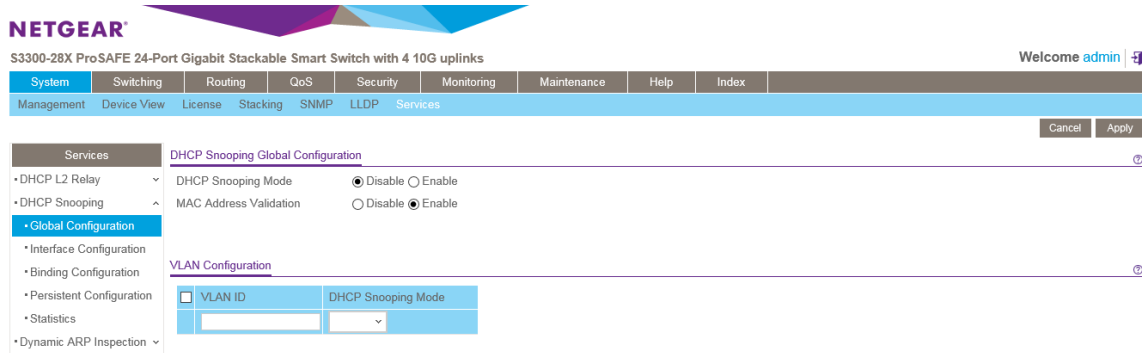 NETGEAR®
S3300-28X ProSAFE 24-Port Gigabit Stackable Smart Switch with 4 10G uplinks
Welcome admin
System Switching Routing QoS Security Monitoring Maintenance Help Index
Management Device View License Stacking SNMP LLDP Services
Cancel Apply
Services
DHCP Snooping Global Configuration
•DHCP L2 Relay
DHCP Snooping Mode Disable Enable
•DHCP Snooping
MAC Address Validation Disable Enable
•Global Configuration
•Interface Configuration
•Binding Configuration
VLAN Configuration
•Persistent Configuration
VLAN ID DHCP Snooping Mode
•Statistics
•Dynamic ARP Inspection